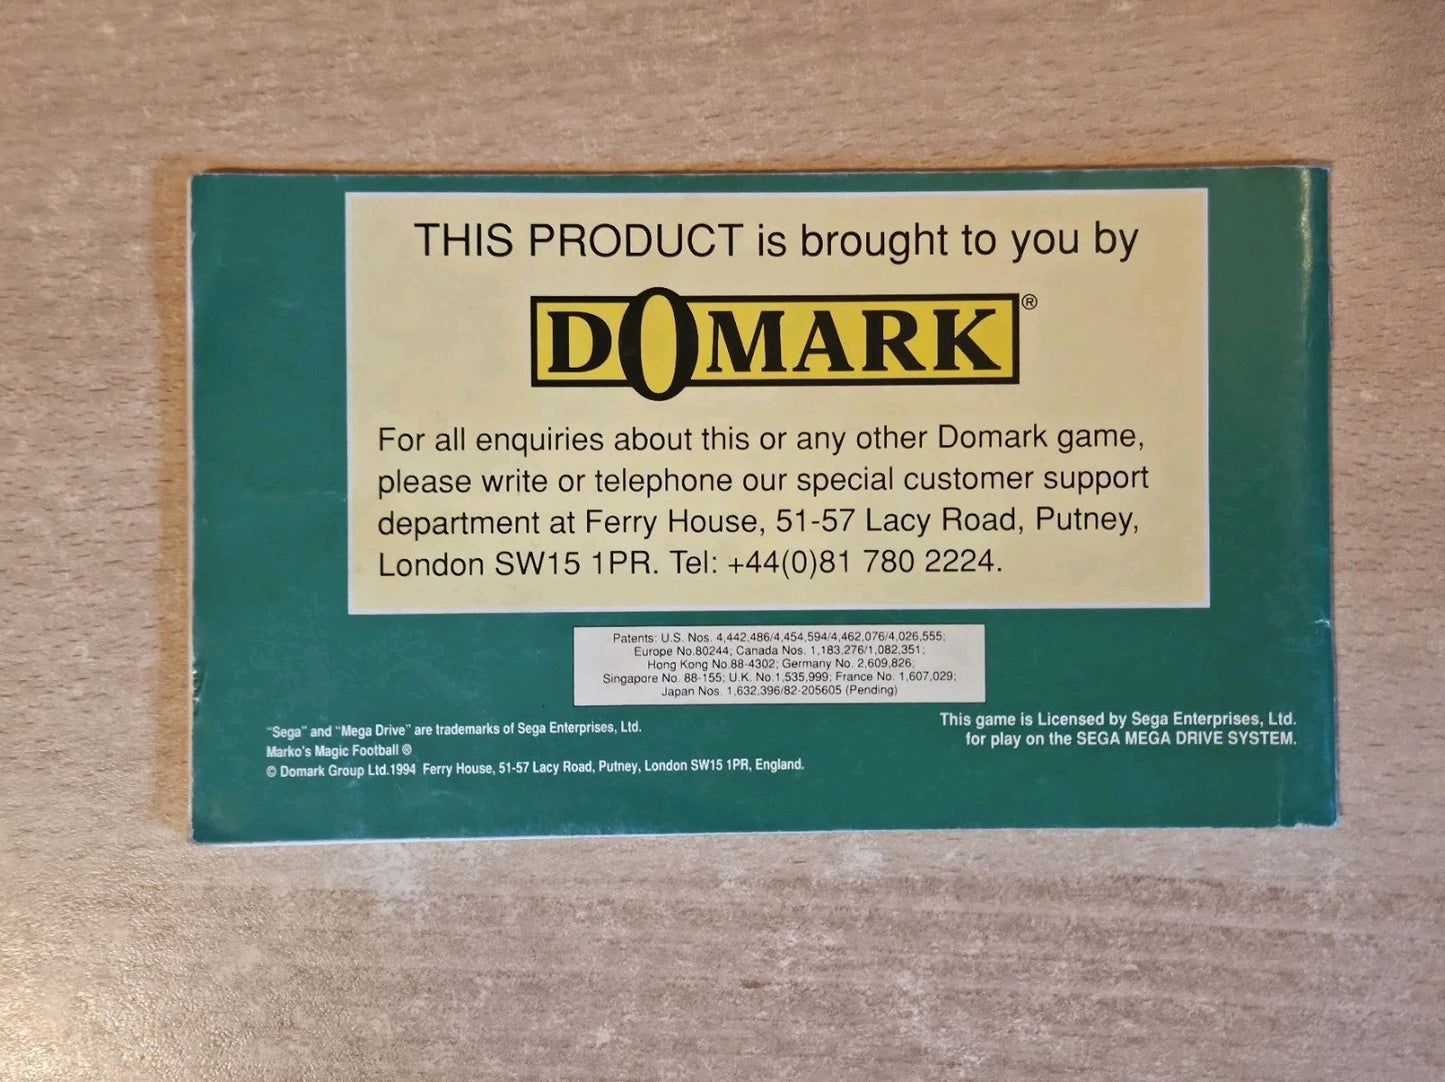 THIS PRODUCT is brought to you by
DOMARK®
For all enquiries about this or any other Domark game,
please write or telephone our special customer support
department at Ferry House, 51-57 Lacy Road, Putney,
London SW15 1PR. Tel: +44(0)81 780 2224.
Patents: U.S. Nos. 4,442,486/4,454,594/4,462,076/4,026,555;
Europe No.80244; Canada Nos. 1,183,276/1,082,351;
Hong Kong No.88-4302; Germany No. 2,609,826;
Singapore No. 88-155; U.K. No.1,535,999; France No. 1,607,029;
Japan Nos. 1,632,396/82-205605 (Pending)
"Sega" and "Mega Drive" are trademarks of Sega Enterprises, Ltd.
Marko's Magic Football ®
© Domark Group Ltd.1994 Ferry House, 51-57 Lacy Road, Putney, London SW15 1PR, England.
This game is Licensed by Sega Enterprises, Ltd.
for play on the SEGA MEGA DRIVE SYSTEM.